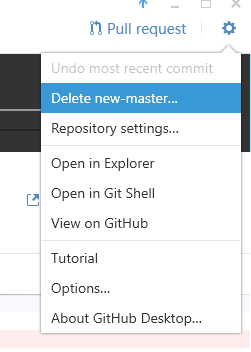 Pull request
Undo most recent commit
Delete new-master...
Repository settings...
Open in Explorer
Open in Git Shell
View on GitHub
Tutorial
Options...
About GitHub Desktop...